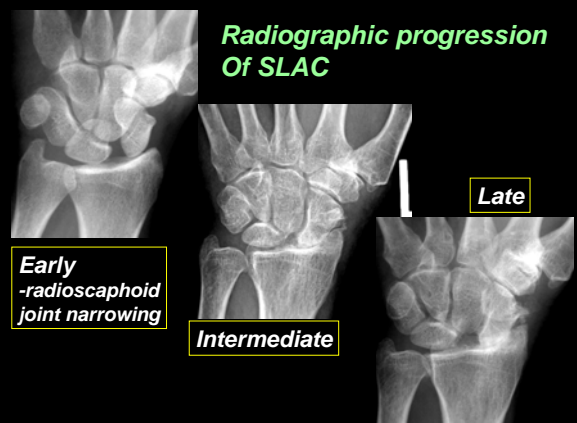 Radiographic progression
Of SLAC
Late
Early
-radioscaphoid
joint narrowing
Intermediate